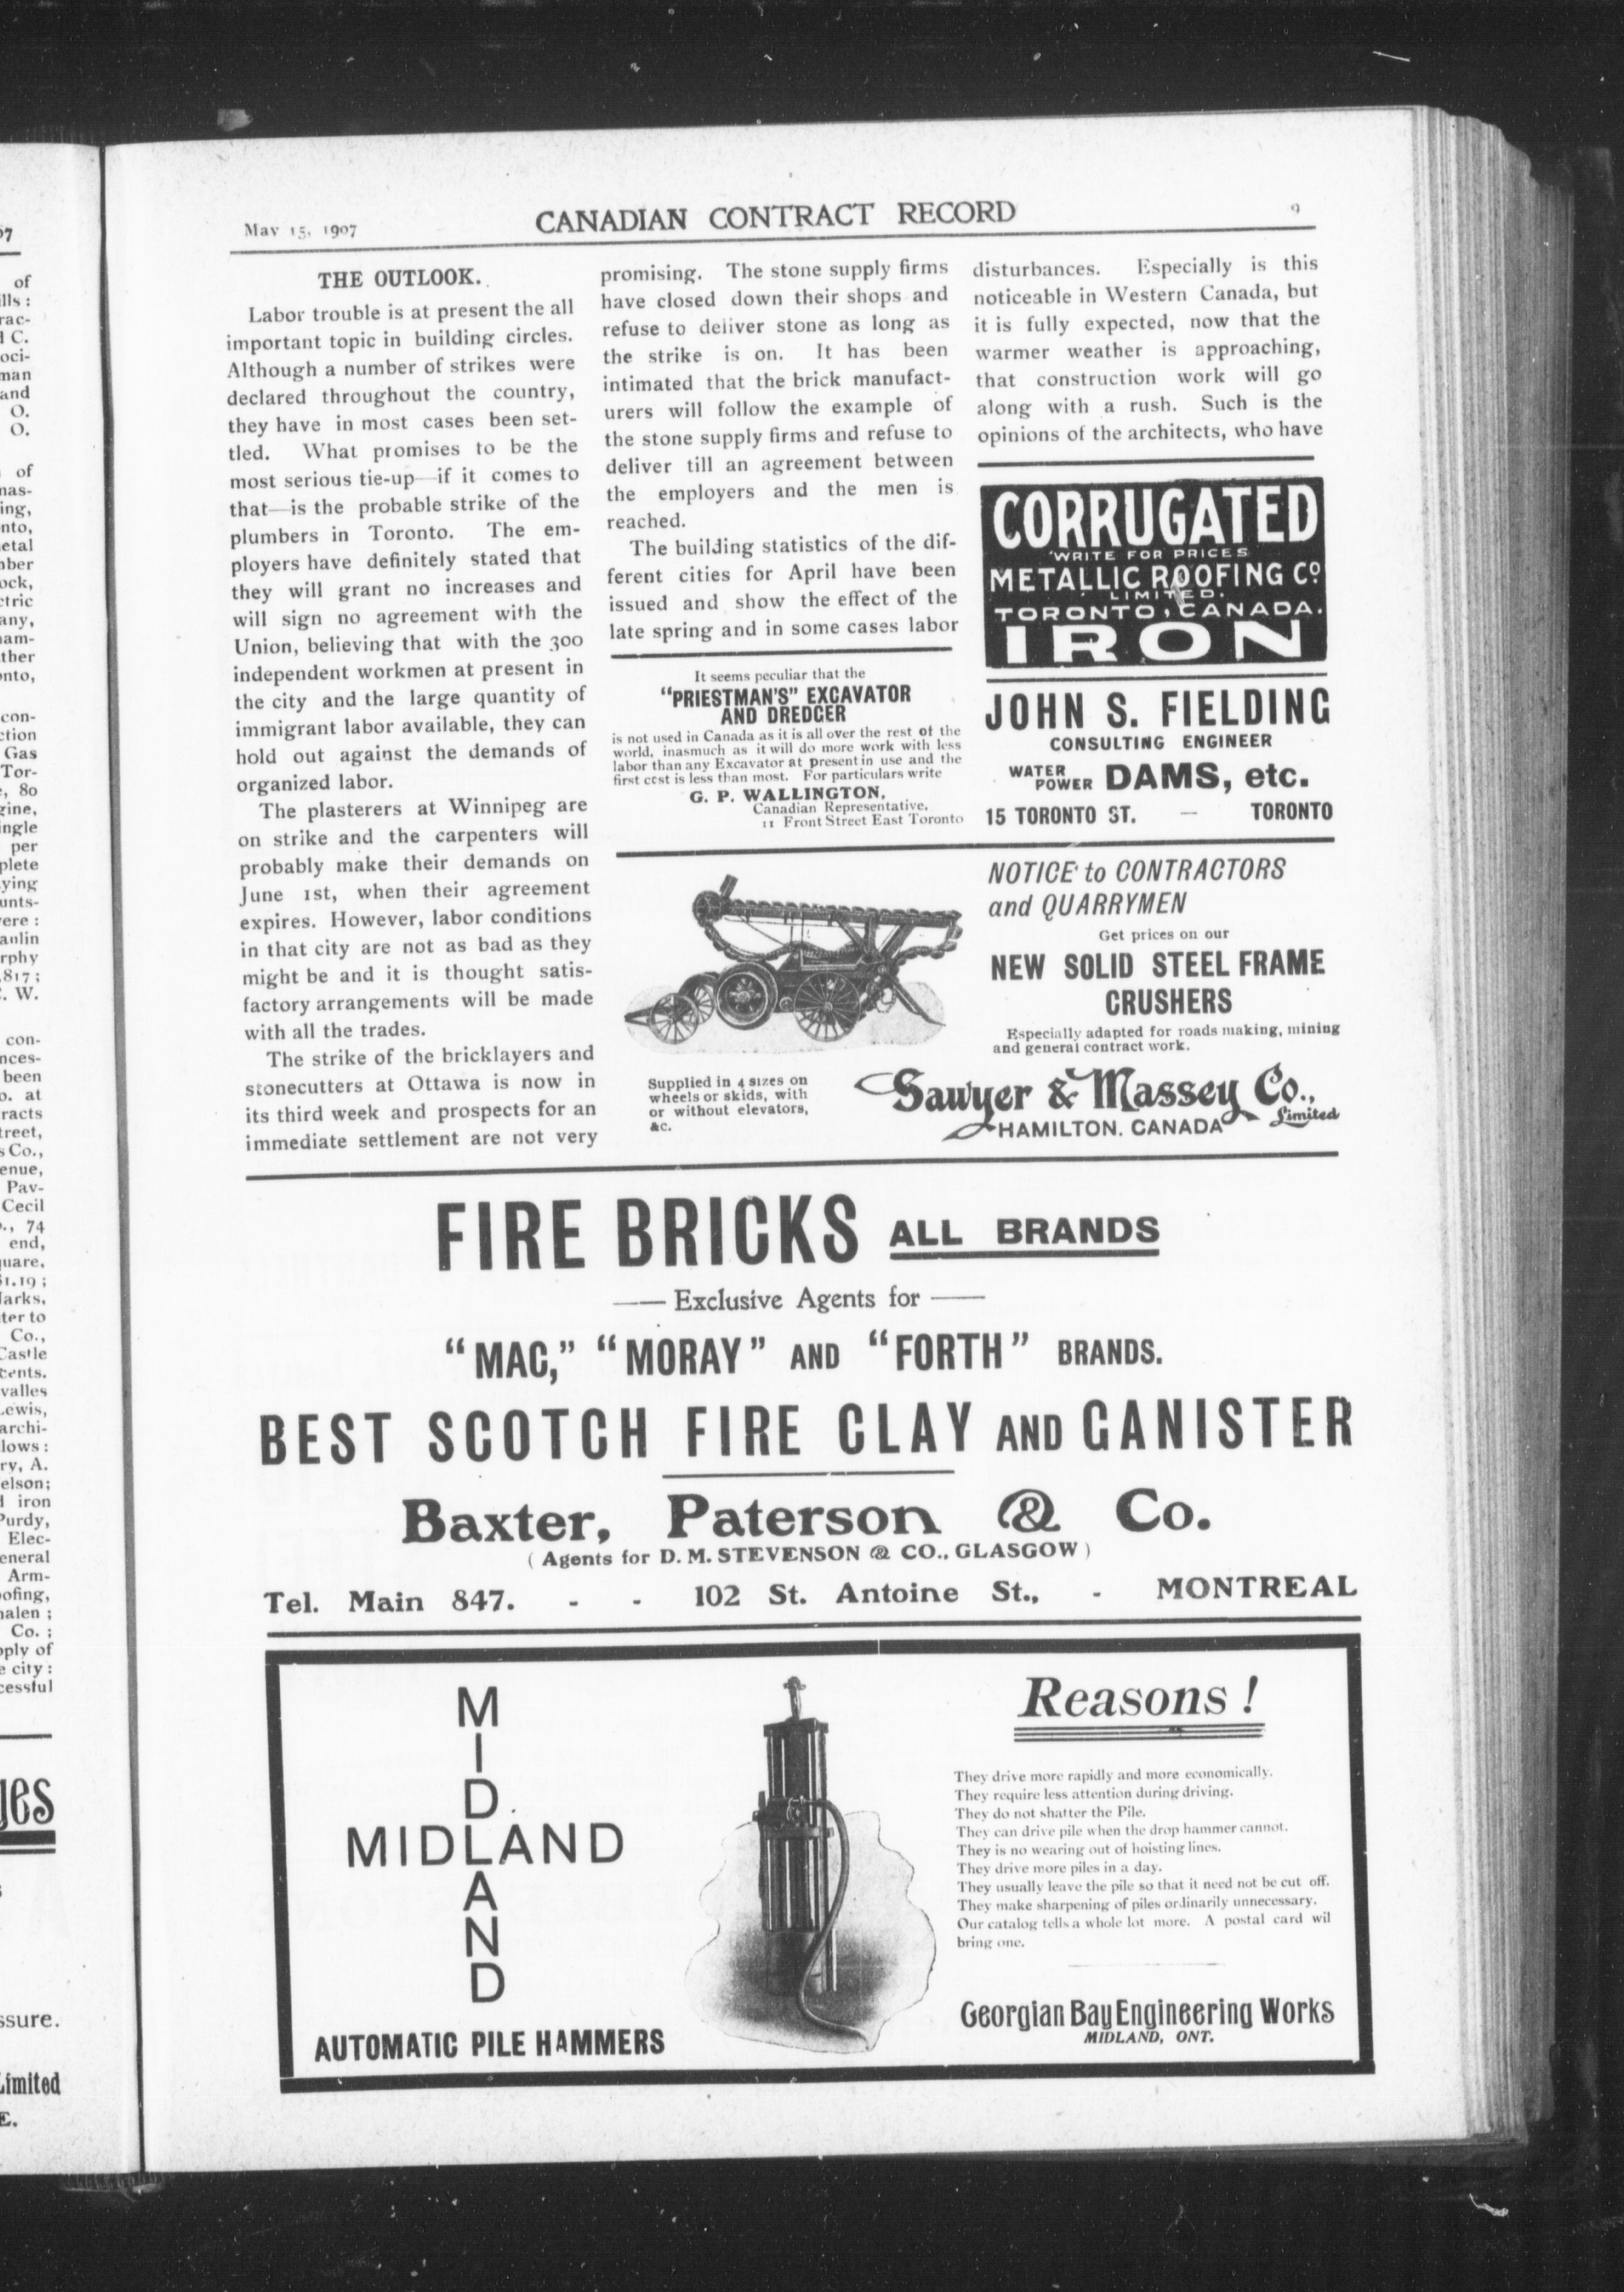 May 15, 1907
CANADIAN CONTRACT RECORD
9
THE OUTLOOK.
Labor trouble is at present the all
important topic in building circles.
Although a number of strikes were
declared throughout the country,
they have in most cases been set-
tled. What promises to be the
most serious tie-up—if it comes to
that—is the probable strike of the
plumbers in Toronto. The em-
ployers have definitely stated that
they will grant no increases and
will sign no agreement with the
Union, believing that with the 300
independent workmen at present in
the city and the large quantity of
immigrant labor available, they can
hold out against the demands of
organized labor.
The plasterers at Winnipeg are
on strike and the carpenters will
probably make their demands on
June 1st, when their agreement
expires. However, labor conditions
in that city are not as bad as they
might be and it is thought satis-
factory arrangements will be made
with all the trades.
The strike of the bricklayers and
stonecutters at Ottawa is now in
its third week and prospects for an
immediate settlement are not very
promising. The stone supply firms
have closed down their shops and
refuse to deliver stone as long as
the strike is on. It has been
intimated that the brick manufact-
urers will follow the example of
the stone supply firms and refuse to
deliver till an agreement between
the employers and the men is
reached.
The building statistics of the dif-
ferent cities for April have been
issued and show the effect of the
late spring and in some cases labor
disturbances. Especially is this
noticeable in Western Canada, but
it is fully expected, now that the
warmer weather is approaching,
that construction work will go
along with a rush. Such is the
opinions of the architects, who have
It seems peculiar that the
"PRIESTMAN'S" EXCAVATOR
AND DREDGER
is not used in Canada as it is all over the rest of the
world, inasmuch as it will do more work with less
labor than any Excavator at present in use and the
first cost is less than most. For particulars write
G. P. WALLINGTON,
Canadian Representative,
11 Front Street East Toronto
CORRUGATED
WRITE FOR PRICES
METALLIC ROOFING CO
LIMITED.
TORONTO, CANADA.
IRON
JOHN S. FIELDING
CONSULTING ENGINEER
WATER POWER DAMS, etc.
15 TORONTO ST. — TORONTO
NOTICE to CONTRACTORS
and QUARRYMEN
Get prices on our
NEW SOLID STEEL FRAME
CRUSHERS
Especially adapted for roads making, mining
and general contract work.
Supplied in 4 sizes on
wheels or skids, with
or without elevators,
&c.
Sawyer & Massey Co.,
Limited
HAMILTON. CANADA
FIRE BRICKS ALL BRANDS
—— Exclusive Agents for ——
"MAC," "MORAY" AND "FORTH" BRANDS.
BEST SCOTCH FIRE CLAY AND GANISTER
Baxter, Paterson & Co.
(Agents for D. M. STEVENSON & CO., GLASGOW)
Tel. Main 847. - - 102 St. Antoine St., - MONTREAL
MIDLAND
MIDLAND
AUTOMATIC PILE HAMMERS
Reasons!
They drive more rapidly and more economically.
They require less attention during driving.
They do not shatter the Pile.
They can drive pile when the drop hammer cannot.
They is no wearing out of hoisting lines.
They drive more piles in a day.
They usually leave the pile so that it need not be cut off.
They make sharpening of piles ordinarily unnecessary.
Our catalog tells a whole lot more. A postal card wil
bring one.
Georgian Bay Engineering Works
MIDLAND, ONT.